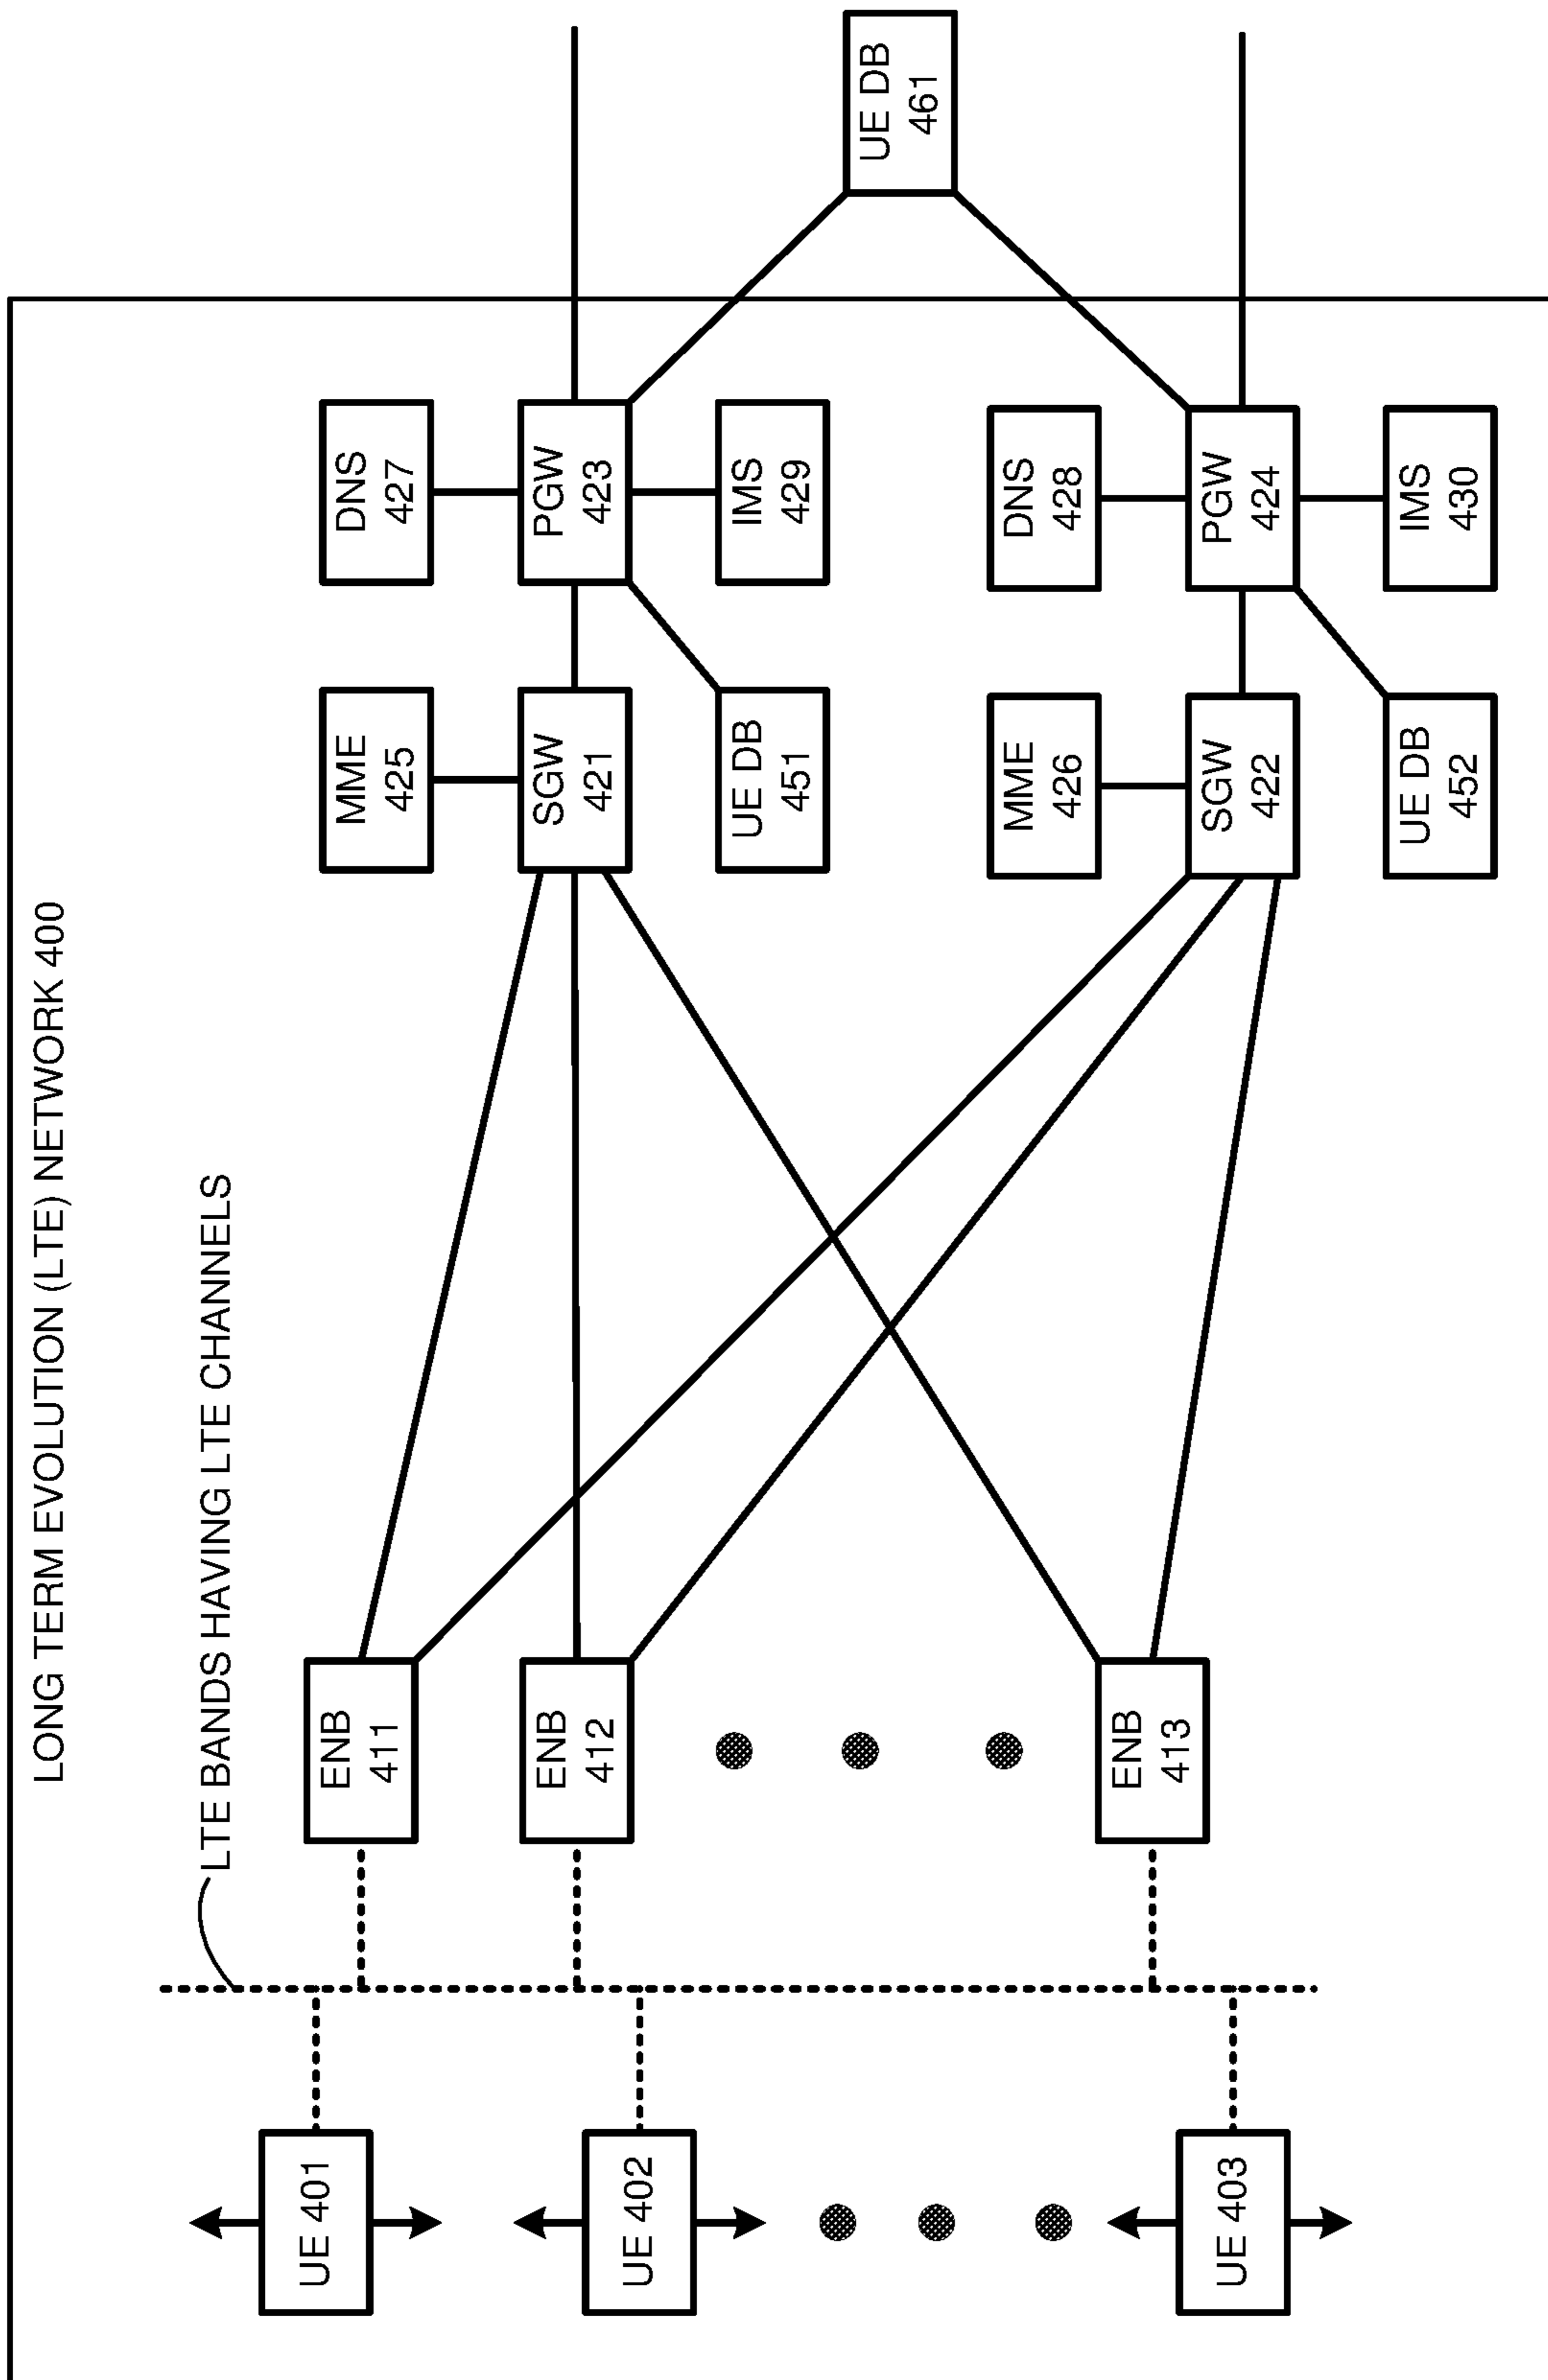 LONG TERM EVOLUTION (LTE) NETWORK 400
LTE BANDS HAVING LTE CHANNELS
UE 401
UE 402
UE 403
ENB
411
ENB
412
ENB
413
MME
425
SGW
421
UE DB
451
MME
426
SGW
422
UE DB
452
DNS
427
PGW
423
IMS
429
DNS
428
PGW
424
IMS
430
UE DB
461